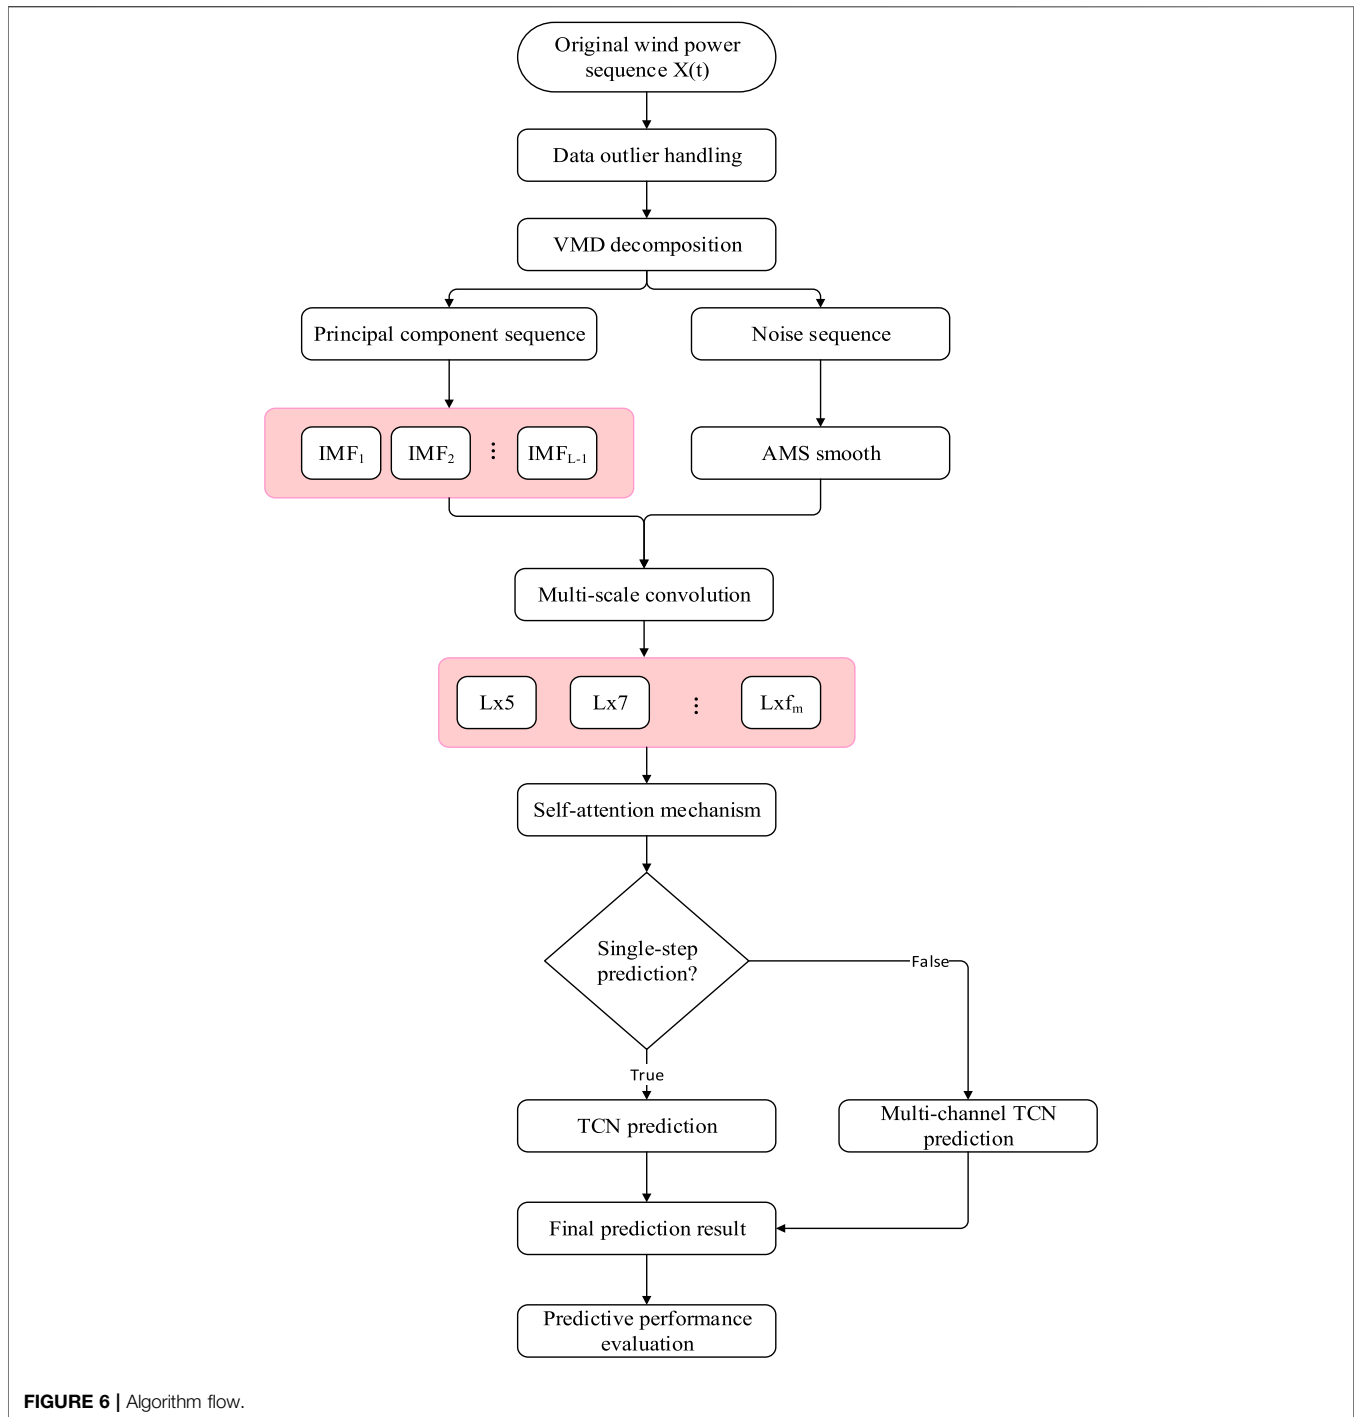 Original wind power
sequence X(t)
Data outlier handling
VMD decomposition
Principal component sequence
Noise sequence
IMF₁
IMF₂
⋮
IMF_L-1
AMS smooth
Multi-scale convolution
Lx5
Lx7
⋮
Lxfₘ
Self-attention mechanism
Single-step
prediction?
False
True
TCN prediction
Multi-channel TCN
prediction
Final prediction result
Predictive performance
evaluation
FIGURE 6 | Algorithm flow.